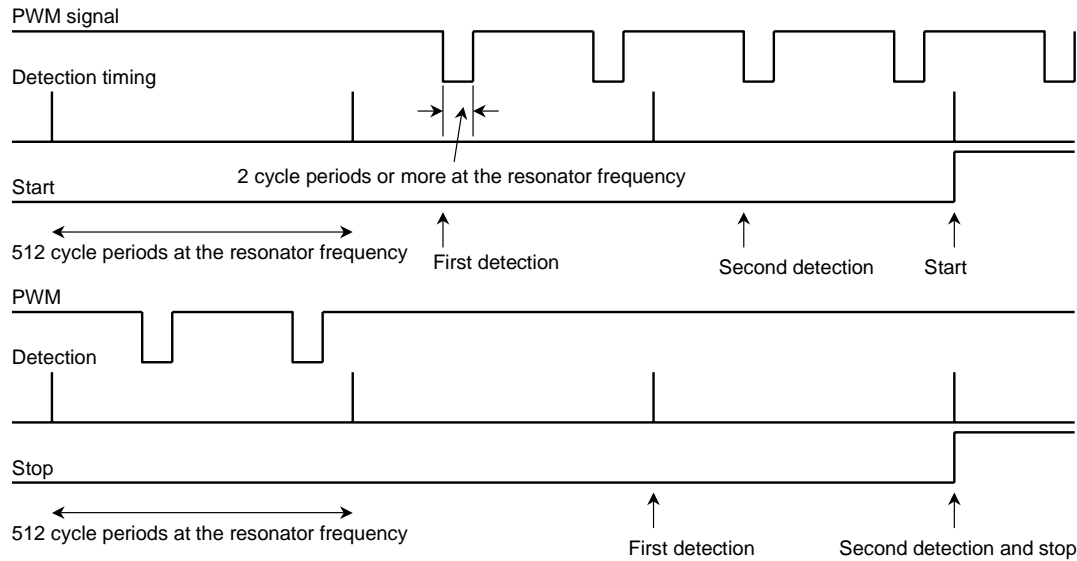 PWM signal
Detection timing
2 cycle periods or more at the resonator frequency
Start
512 cycle periods at the resonator frequency
First detection
Second detection
Start
PWM
Detection
Stop
512 cycle periods at the resonator frequency
First detection
Second detection and stop